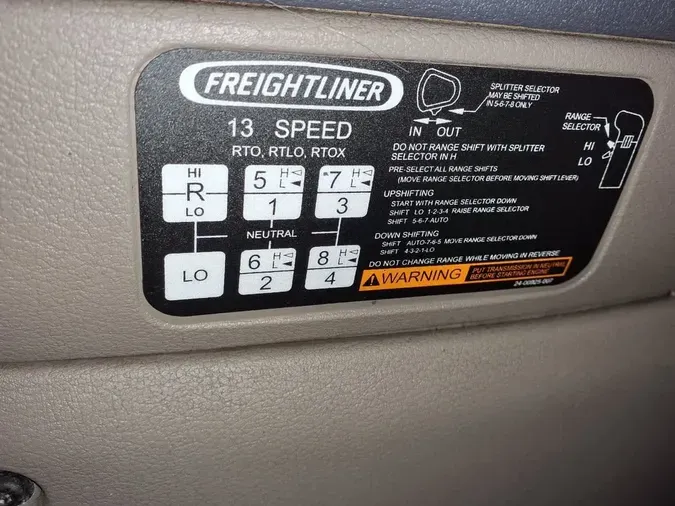 FREIGHTLINER
13 SPEED
RTO, RTLO, RTOX
HI
R
LO
5 H L
1
*7 H L
3
NEUTRAL
LO
6 H L
2
8 H L
4
SPLITTER SELECTOR
MAY BE SHIFTED
IN 5-6-7-8 ONLY
IN OUT
RANGE
SELECTOR
HI
LO
DO NOT RANGE SHIFT WITH SPLITTER
SELECTOR IN H
PRE-SELECT ALL RANGE SHIFTS
(MOVE RANGE SELECTOR BEFORE MOVING SHIFT LEVER)
UPSHIFTING
START WITH RANGE SELECTOR DOWN
SHIFT LO 1-2-3-4 RAISE RANGE SELECTOR
SHIFT 5-6-7 AUTO
DOWN SHIFTING
SHIFT AUTO-7-6-5 MOVE RANGE SELECTOR DOWN
SHIFT 4-3-2-1-LO
DO NOT CHANGE RANGE WHILE MOVING IN REVERSE
WARNING
PUT TRANSMISSION IN NEUTRAL
BEFORE STARTING ENGINE
24-00825-007